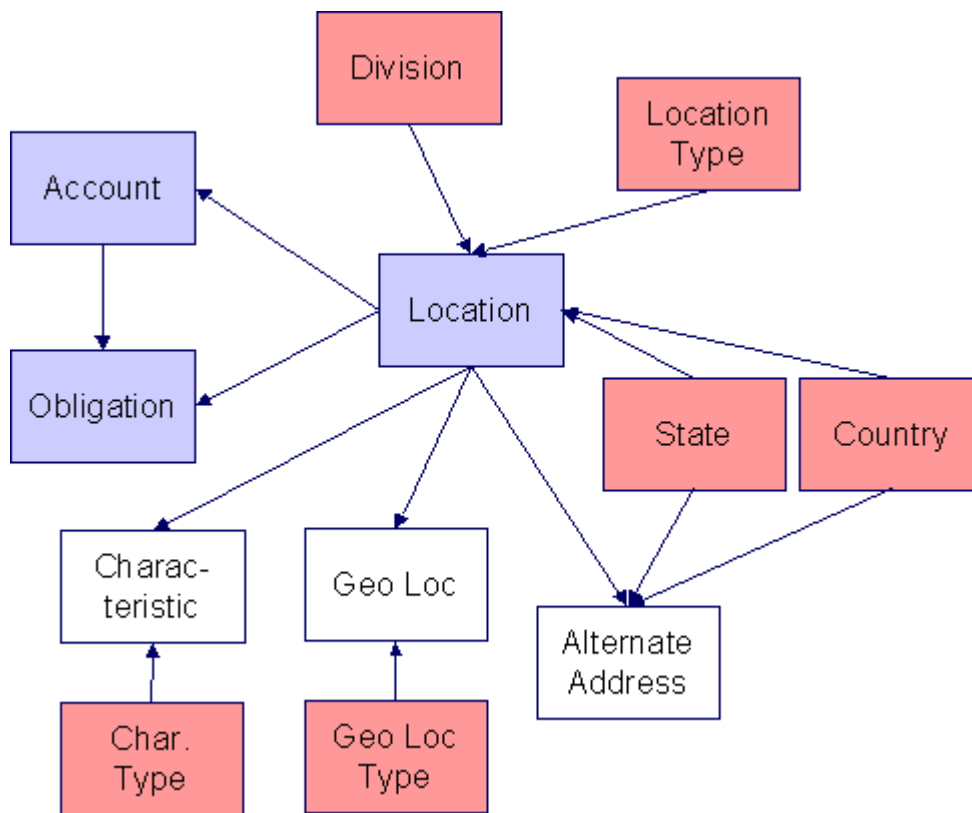 Division
Location
Type
Account
Location
Obligation
State
Country
Charac-
teristic
Geo Loc
Alternate
Address
Char.
Type
Geo Loc
Type